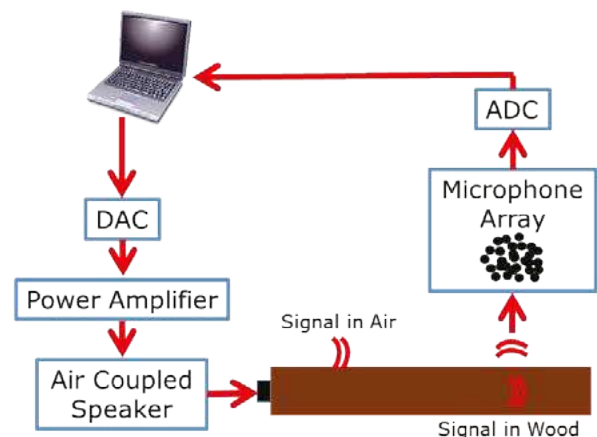 DAC
Power Amplifier
Air Coupled
Speaker
Signal in Air
ADC
Microphone
Array
Signal in Wood